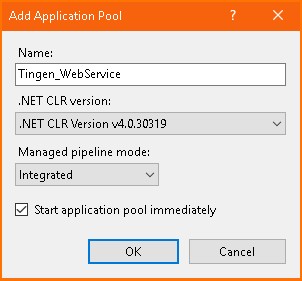 Add Application Pool
?
Name:
Tingen_WebService
.NET CLR version:
.NET CLR Version v4.0.30319
Managed pipeline mode:
Integrated
Start application pool immediately
OK
Cancel